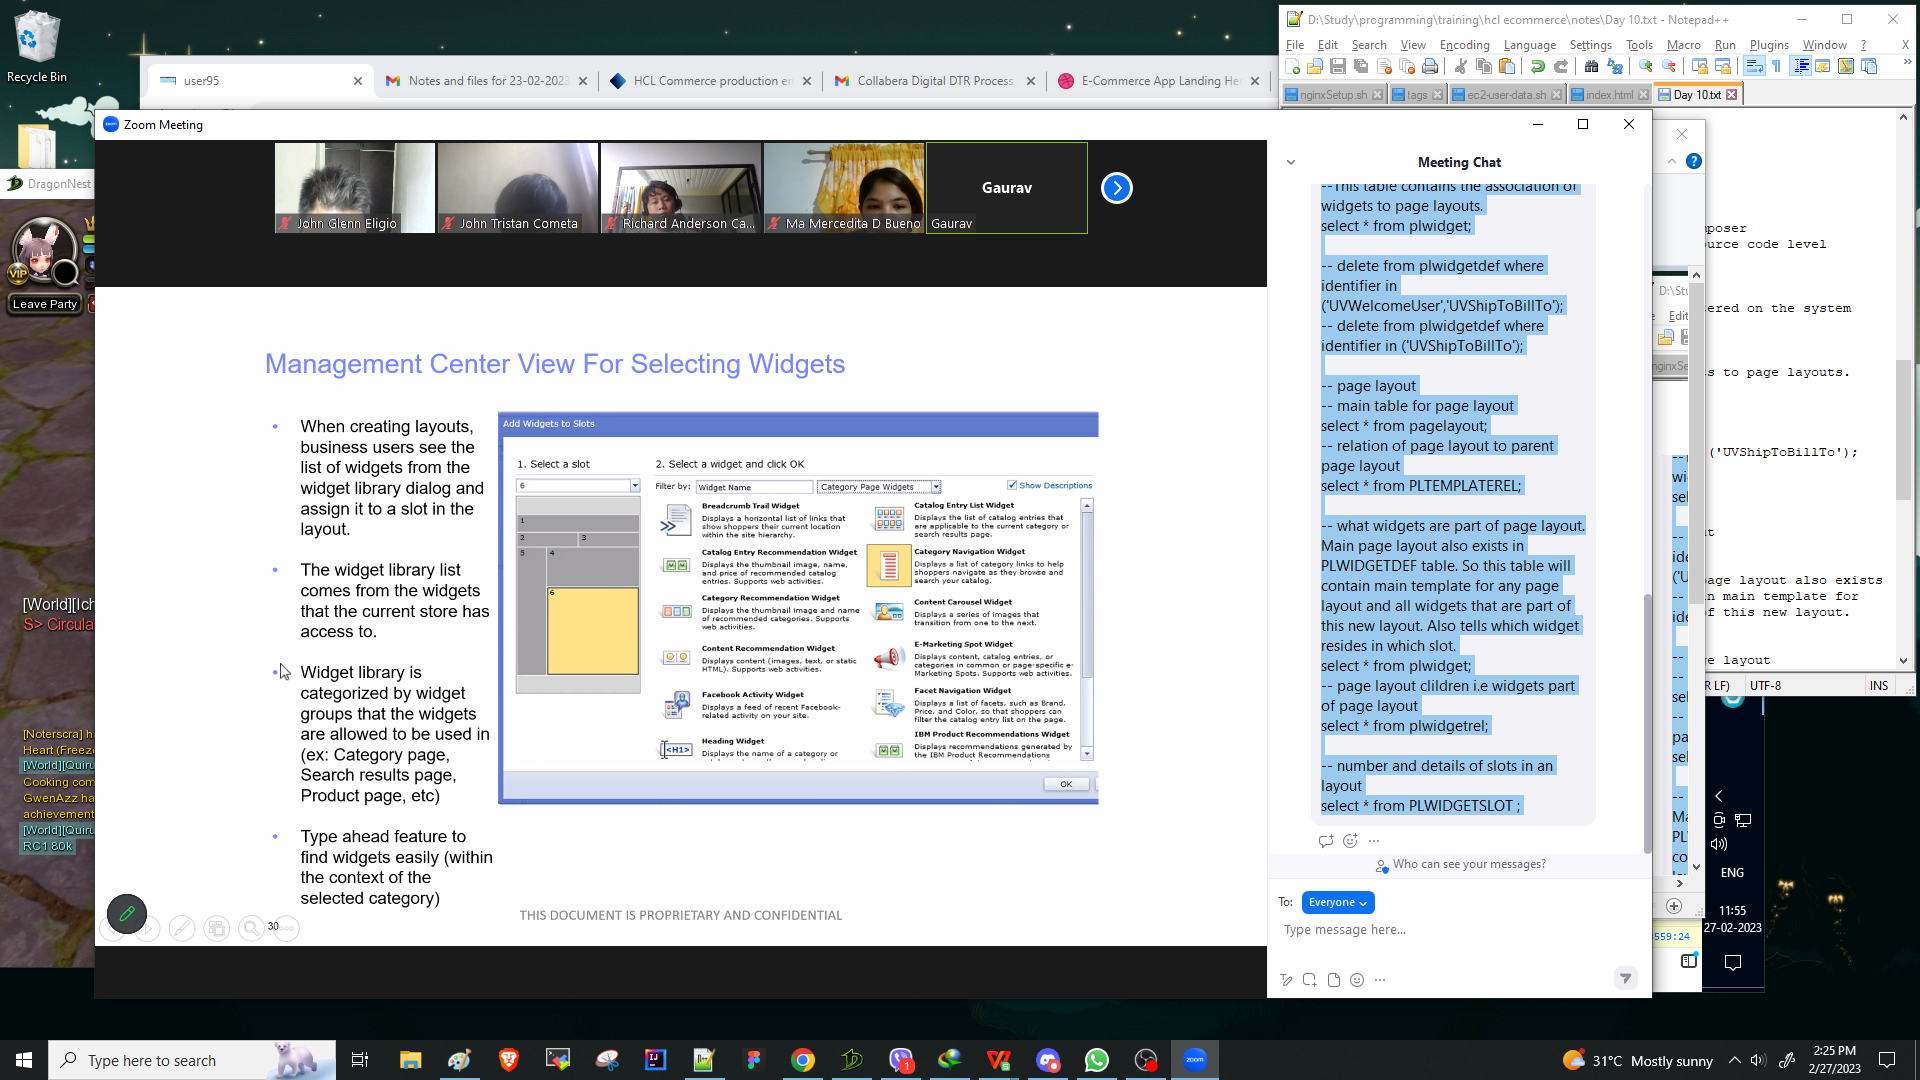 Recycle Bin
user95
Notes and files for 23-02-2023
HCL Commerce production en
Collabera Digital DTR Process
E-Commerce App Landing He
D:\Study\programming\training\hcl ecommerce\notes\Day 10.txt - Notepad++
File Edit Search View Encoding Language Settings Tools Macro Run Plugins Window ? X
nginxSetup.sh tags ec2-user-data.sh index.html Day 10.txt
Zoom Meeting
John Glenn Eligio
John Tristan Cometa
Richard Anderson Ca...
Ma Mercedita D Bueno
Gaurav
Gaurav
DragonNest
VIP
Leave Party
Management Center View For Selecting Widgets
• When creating layouts,
business users see the
list of widgets from the
widget library dialog and
assign it to a slot in the
layout.
• The widget library list
comes from the widgets
that the current store has
access to.
• Widget library is
categorized by widget
groups that the widgets
are allowed to be used in
(ex: Category page,
Search results page,
Product page, etc)
• Type ahead feature to
find widgets easily (within
the context of the
selected category)
Add Widgets to Slots
1. Select a slot
6
1
2 3
5 4
6
2. Select a widget and click OK
Filter by: Widget Name Category Page Widgets Show Descriptions
Breadcrumb Trail Widget
Displays a horizontal list of links that
show shoppers their current location
within the site hierarchy.
Catalog Entry Recommendation Widget
Displays the thumbnail image, name,
and price of recommended catalog
entries. Supports web activities.
Category Recommendation Widget
Displays the thumbnail image and name
of recommended categories. Supports
web activities.
Content Recommendation Widget
Displays content (images, text, or static
HTML). Supports web activities.
Facebook Activity Widget
Displays a feed of recent Facebook-
related activity on your site.
<H1>
Heading Widget
Displays the name of a category or
Catalog Entry List Widget
Displays the list of catalog entries that
are applicable to the current category or
search results page.
Category Navigation Widget
Displays a list of category links to help
shoppers navigate as they browse and
search your catalog.
Content Carousel Widget
Displays a series of images that
transition from one to the next.
E-Marketing Spot Widget
Displays content, catalog entries, or
categories in common or page-specific e-
Marketing Spots. Supports web activities.
Facet Navigation Widget
Displays a list of facets, such as Brand,
Price, and Color, so that shoppers can
filter the catalog entry list on the page.
IBM Product Recommendations Widget
Displays recommendations generated by
the IBM Product Recommendations
OK
THIS DOCUMENT IS PROPRIETARY AND CONFIDENTIAL
30
[World][Ich
S> Circula
[Noterscra] h
Heart (Freeze
[World][Quiru
Cooking com
GwenAzz ha
achievement
[World][Quiru
RC1 80k
Meeting Chat
--This table contains the association of
widgets to page layouts.
select * from plwidget;
-- delete from plwidgetdef where
identifier in
('UVWelcomeUser','UVShipToBillTo');
-- delete from plwidgetdef where
identifier in ('UVShipToBillTo');
-- page layout
-- main table for page layout
select * from pagelayout;
-- relation of page layout to parent
page layout
select * from PLTEMPLATEREL;
-- what widgets are part of page layout.
Main page layout also exists in
PLWIDGETDEF table. So this table will
contain main template for any page
layout and all widgets that are part of
this new layout. Also tells which widget
resides in which slot.
select * from plwidget;
-- page layout clildren i.e widgets part
of page layout
select * from plwidgetrel;
-- number and details of slots in an
layout
select * from PLWIDGETSLOT ;
Who can see your messages?
To: Everyone
Type message here...
mposer
urce code level
ered on the system
s to page layouts.
('UVShipToBillTo');
page layout also exists
n main template for
of this new layout.
ge layout
R LF) UTF-8 INS
D:\St
Edit
nginxSe
ENG
11:55
27-02-2023
559:24
Type here to search
1
31°C Mostly sunny
2:25 PM
2/27/2023